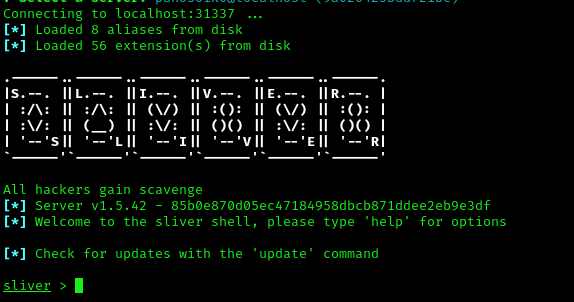 Connecting to localhost:31337 ...
[*] Loaded 8 aliases from disk
[*] Loaded 56 extension(s) from disk
.------..------..------..------..------..------.
|S.--. ||L.--. ||I.--. ||V.--. ||E.--. ||R.--. |
| :/\: || :/\: || (\/) || :(): || (\/) || :(): |
| :\/: || (__) || :\/: || ()() || :\/: || ()() |
| '--'S|| '--'L|| '--'I|| '--'V|| '--'E|| '--'R|
`------'`------'`------'`------'`------'`------'
All hackers gain scavenge
[*] Server v1.5.42 - 85b0e870d05ec47184958dbcb871ddee2eb9e3df
[*] Welcome to the sliver shell, please type 'help' for options
[*] Check for updates with the 'update' command
sliver >